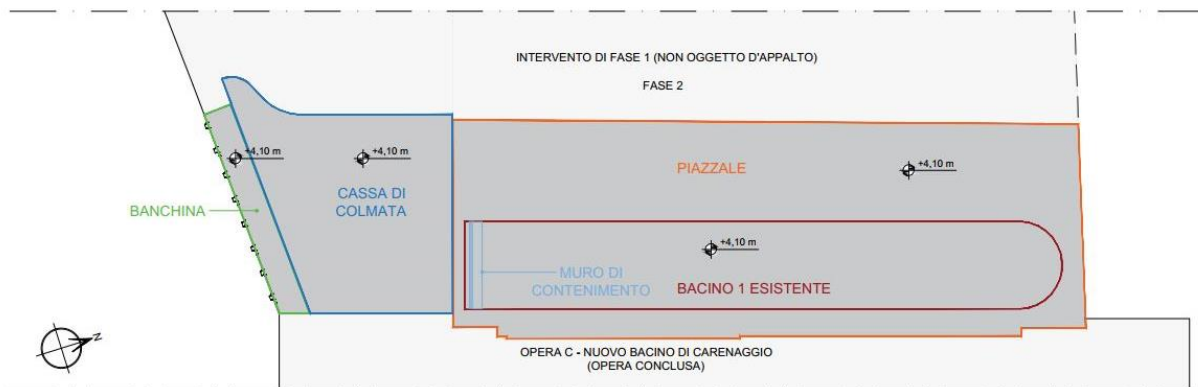 INTERVENTO DI FASE 1 (NON OGGETTO D'APPALTO)
FASE 2
+4,10 m
+4,10 m
+4,10 m
PIAZZALE
CASSA DI
COLMATA
BANCHINA
+4,10 m
MURO DI
CONTENIMENTO
BACINO 1 ESISTENTE
N
OPERA C - NUOVO BACINO DI CARENAGGIO
(OPERA CONCLUSA)